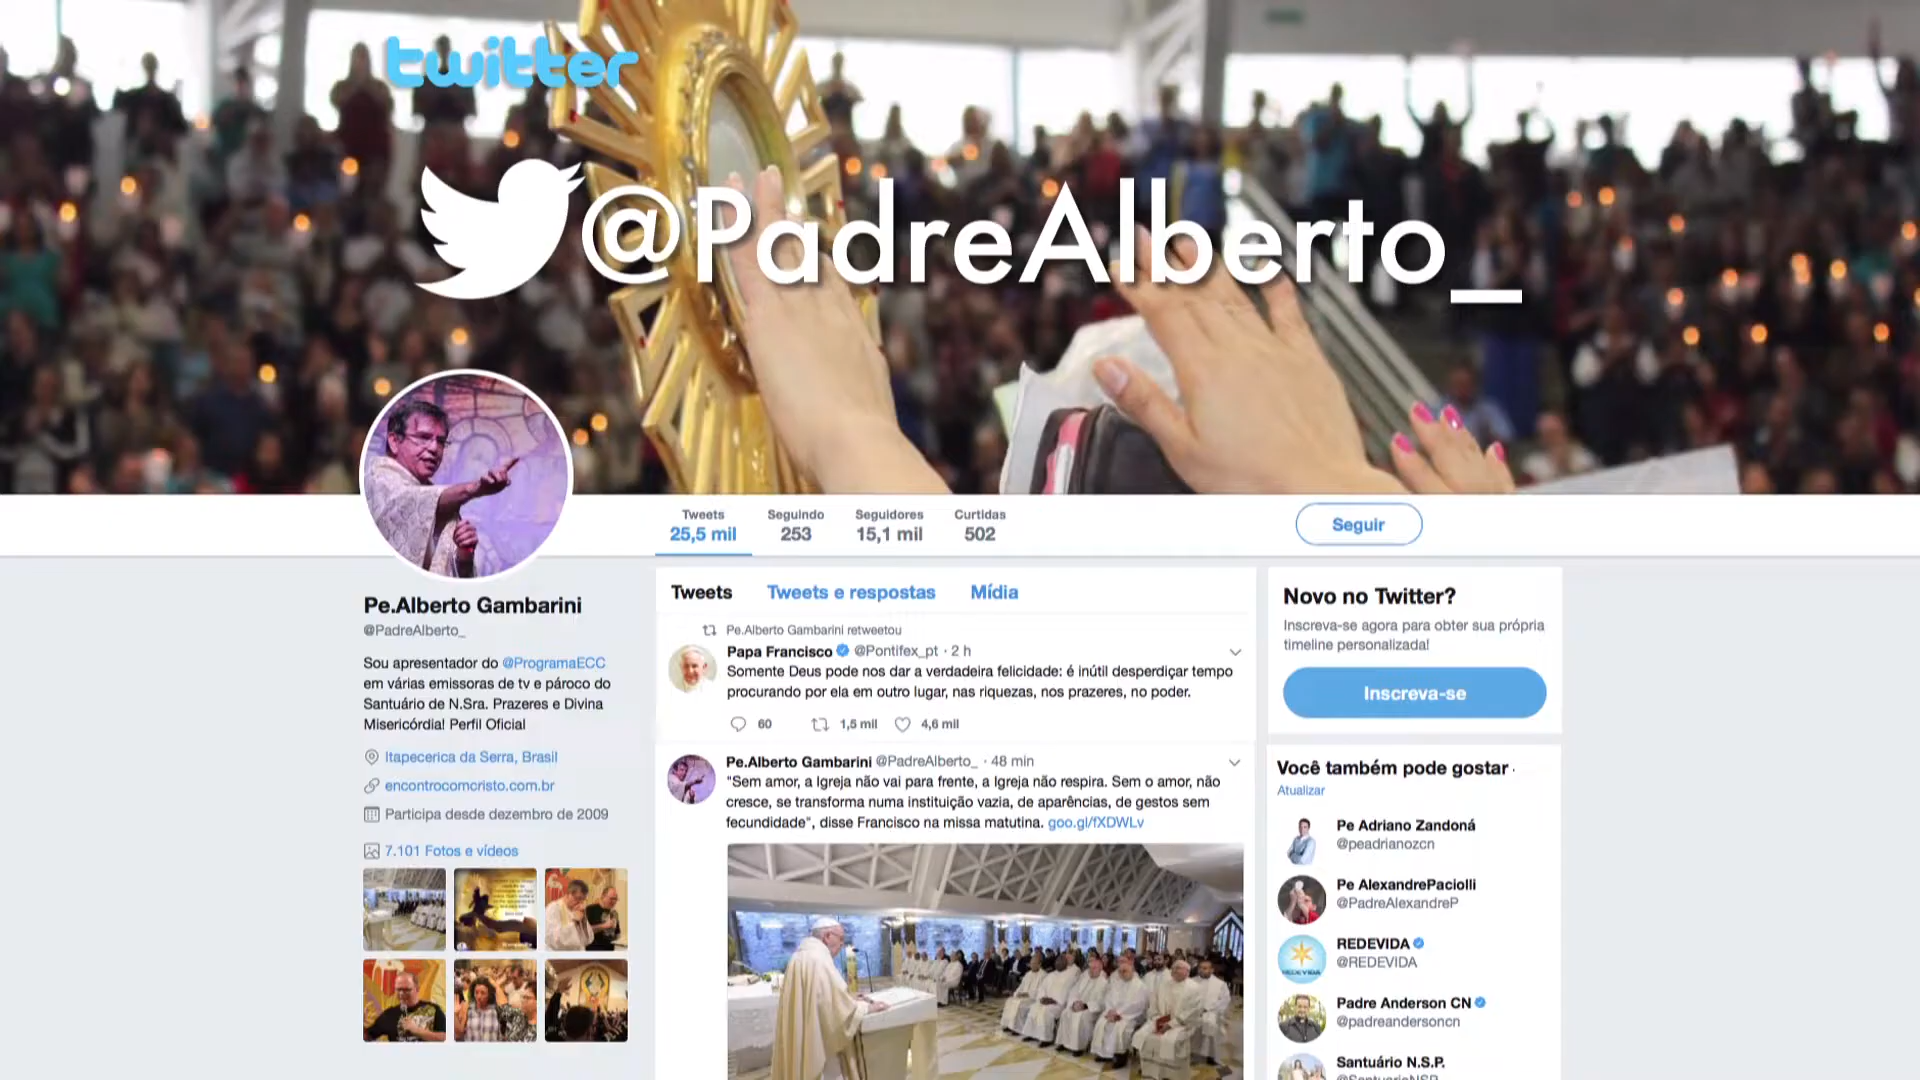 twitter
@PadreAlberto_
Tweets
25,5 mil
Seguindo
253
Seguidores
15,1 mil
Curtidas
502
Seguir
Pe.Alberto Gambarini
@PadreAlberto_
Sou apresentador do @ProgramaECC
em várias emissoras de tv e pároco do
Santuário de N.Sra. Prazeres e Divina
Misericórdia! Perfil Oficial
Itapecerica da Serra, Brasil
encontrocomcristo.com.br
Participa desde dezembro de 2009
7.101 Fotos e vídeos
Tweets Tweets e respostas Mídia
Pe.Alberto Gambarini retweetou
Papa Francisco @Pontifex_pt · 2 h
Somente Deus pode nos dar a verdadeira felicidade: é inútil desperdiçar tempo
procurando por ela em outro lugar, nas riquezas, nos prazeres, no poder.
60 1,5 mil 4,6 mil
Pe.Alberto Gambarini @PadreAlberto_ · 48 min
"Sem amor, a Igreja não vai para frente, a Igreja não respira. Sem o amor, não
cresce, se transforma numa instituição vazia, de aparências, de gestos sem
fecundidade", disse Francisco na missa matutina. goo.gl/fXDWLv
Novo no Twitter?
Inscreva-se agora para obter sua própria
timeline personalizada!
Inscreva-se
Você também pode gostar ·
Atualizar
Pe Adriano Zandoná
@peadrianozcn
Pe AlexandrePaciolli
@PadreAlexandreP
REDEVIDA
@REDEVIDA
REDEVIDA
Padre Anderson CN
@padreandersoncn
Santuário N.S.P.
@SantuarioNSP